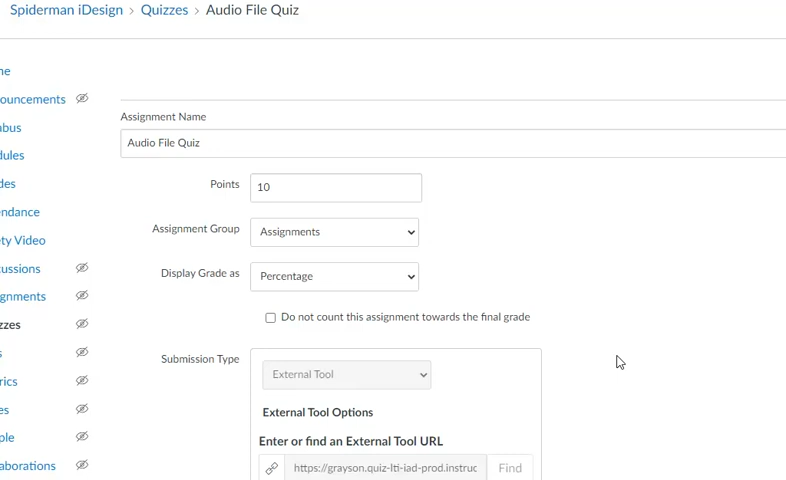 Spiderman iDesign > Quizzes > Audio File Quiz
me
ouncements
abus
dules
des
endance
ety Video
cussions
gnments
zzes
s
rics
es
ple
aborations
Assignment Name
Audio File Quiz
Points
10
Assignment Group
Assignments
Display Grade as
Percentage
Do not count this assignment towards the final grade
Submission Type
External Tool
External Tool Options
Enter or find an External Tool URL
https://grayson.quiz-lti-iad-prod.instruc
Find